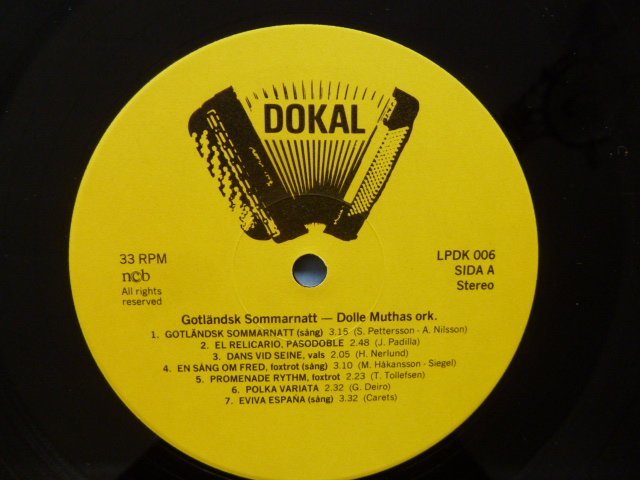 DOKAL
33 RPM
ncb
All rights
reserved
LPDK 006
SIDA A
Stereo
Gotländsk Sommarnatt — Dolle Muthas ork.
1. GOTLÄNDSK SOMMARNATT (sång) 3.15 (S. Pettersson - A. Nilsson)
2. EL RELICARIO, PASODOBLE 2.48 (J. Padilla)
3. DANS VID SEINE, vals 2.05 (H. Nerlund)
4. EN SÅNG OM FRED, foxtrot (sång) 3.10 (M. Håkansson - Siegel)
5. PROMENADE RYTHM, foxtrot 2.23 (T. Tollefsen)
6. POLKA VARIATA 2.32 (G. Deiro)
7. EVIVA ESPAÑA (sång) 3.32 (Carets)